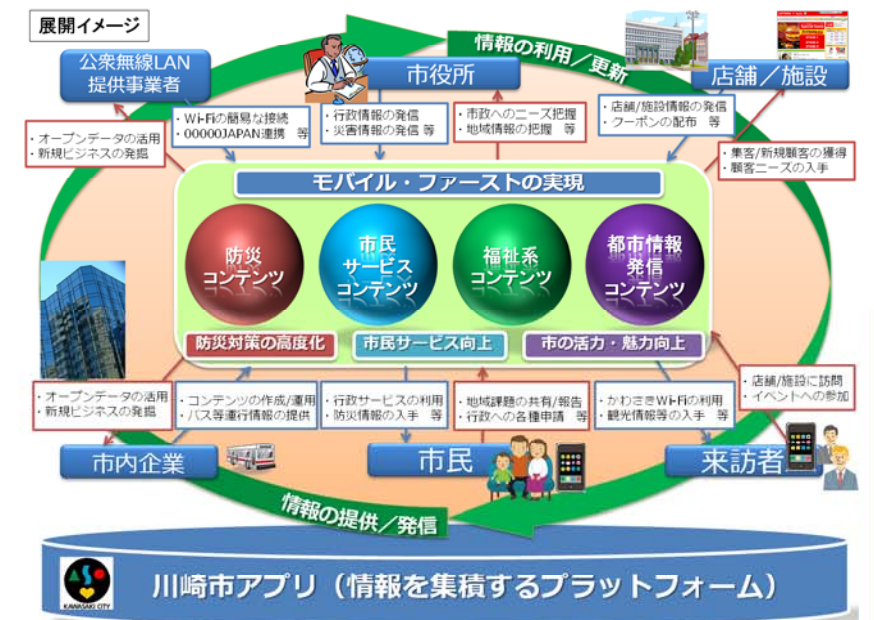 展開イメージ
情報の利用／更新
公衆無線LAN
提供事業者
市役所
店舗／施設
・Wi-Fiの簡易な接続
・00000JAPAN連携　等
・行政情報の発信
・災害情報の発信 等
・市政へのニーズ把握
・地域情報の把握　等
・店舗/施設情報の発信
・クーポンの配布　等
・オープンデータの活用
・新規ビジネスの発掘
・集客/新規顧客の獲得
・顧客ニーズの入手
モバイル・ファーストの実現
防災
コンテンツ
市民
サービス
コンテンツ
福祉系
コンテンツ
都市情報
発信
コンテンツ
防災対策の高度化
市民サービス向上
市の活力・魅力向上
・オープンデータの活用
・新規ビジネスの発掘
・コンテンツの作成/運用
・バス等運行情報の提供
・行政サービスの利用
・防災情報の入手　等
・地域課題の共有/報告
・行政への各種申請　等
・かわさきWi-Fiの利用
・観光情報等の入手　等
・店舗/施設に訪問
・イベントへの参加
市内企業
市民
来訪者
情報の提供／発信
川崎市アプリ（情報を集積するプラットフォーム）
KAWASAKI CITY